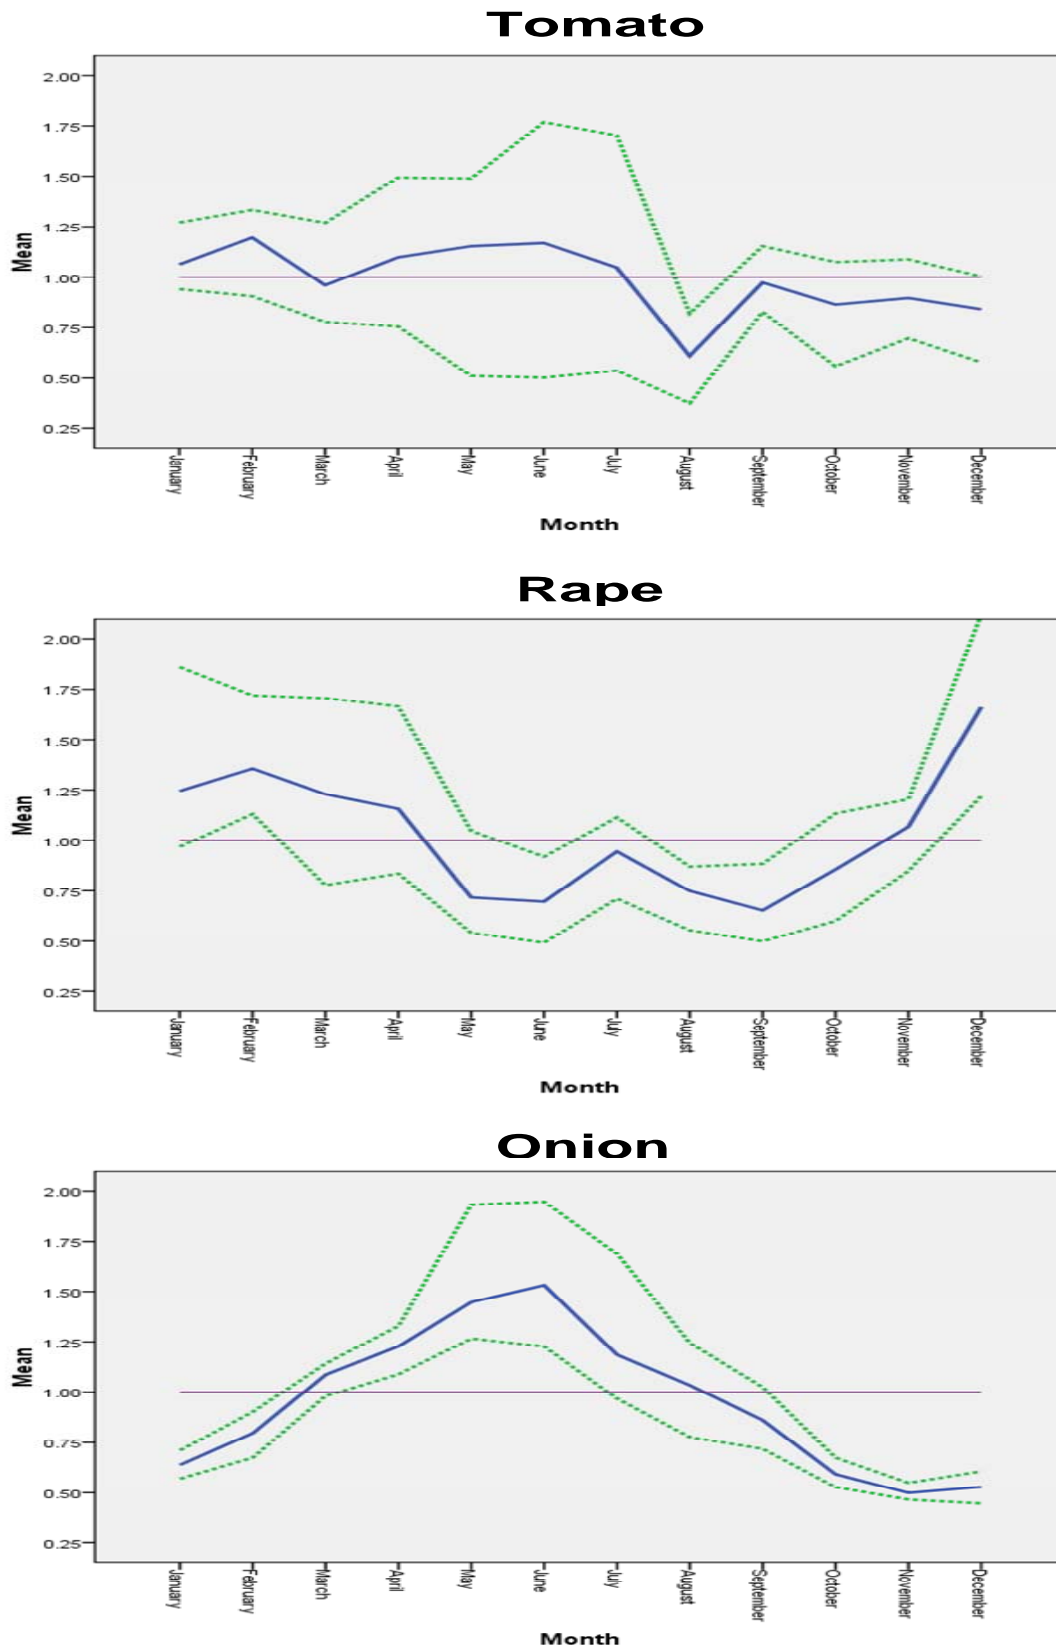 Tomato
2.00
1.75
1.50
1.25
1.00
0.75
0.50
0.25
Mean
January
February
March
April
May
June
July
August
September
October
November
December
Month
Rape
2.00
1.75
1.50
1.25
1.00
0.75
0.50
0.25
Mean
January
February
March
April
May
June
July
August
September
October
November
December
Month
Onion
2.00
1.75
1.50
1.25
1.00
0.75
0.50
0.25
Mean
January
February
March
April
May
June
July
August
September
October
November
December
Month